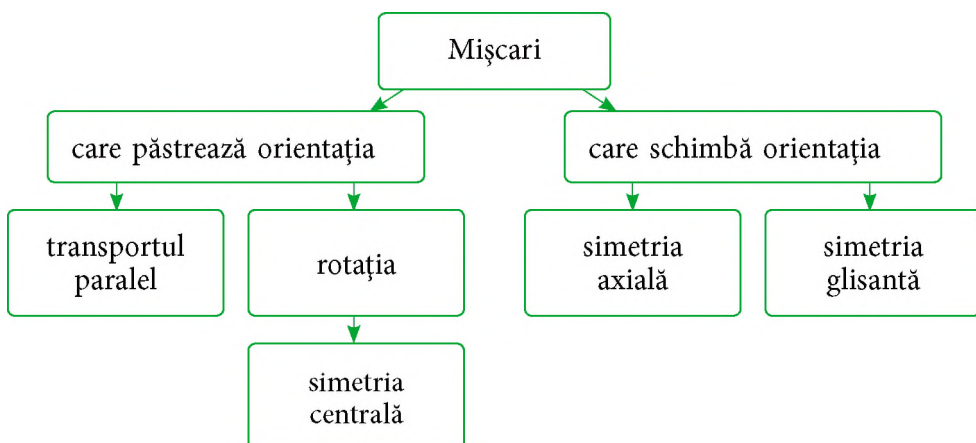 Mişcari
care păstrează orientaţia
care schimbă orientaţia
transportul
paralel
rotaţia
simetria
axială
simetria
glisantă
simetria
centrală